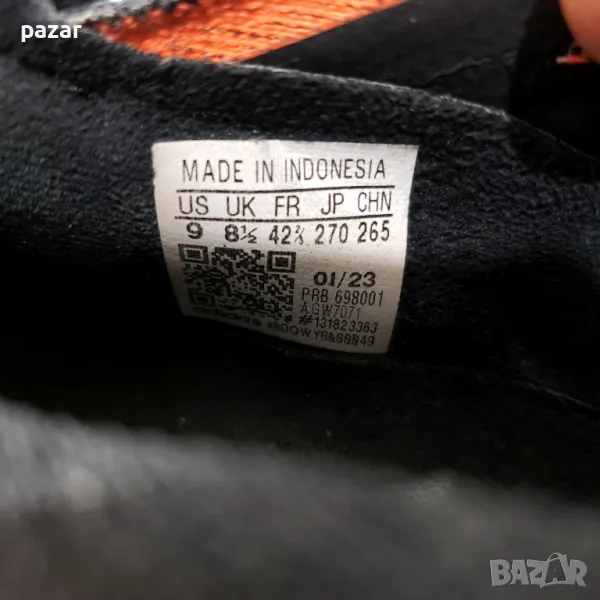 pazar
MADE IN INDONESIA
US UK FR JP CHN
9 8½ 42⅔ 270 265
01/23
PRB 698001
AGW7071
#131823363
BAZAR